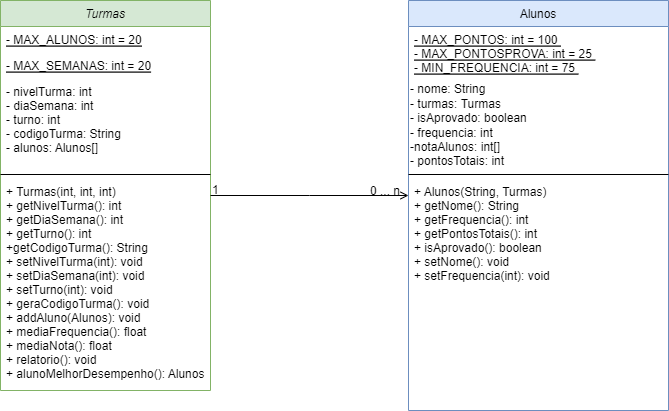 Turmas
- MAX_ALUNOS: int = 20
- MAX_SEMANAS: int = 20
- nivelTurma: int
- diaSemana: int
- turno: int
- codigoTurma: String
- alunos: Alunos[]
+ Turmas(int, int, int)
+ getNivelTurma(): int
+ getDiaSemana(): int
+ getTurno(): int
+getCodigoTurma(): String
+ setNivelTurma(int): void
+ setDiaSemana(int): void
+ setTurno(int): void
+ geraCodigoTurma(): void
+ addAluno(Alunos): void
+ mediaFrequencia(): float
+ mediaNota(): float
+ relatorio(): void
+ alunoMelhorDesempenho(): Alunos
1
0 ... n
Alunos
- MAX_PONTOS: int = 100
- MAX_PONTOSPROVA: int = 25
- MIN_FREQUENCIA: int = 75
- nome: String
- turmas: Turmas
- isAprovado: boolean
- frequencia: int
-notaAlunos: int[]
- pontosTotais: int
+ Alunos(String, Turmas)
+ getNome(): String
+ getFrequencia(): int
+ getPontosTotais(): int
+ isAprovado(): boolean
+ setNome(): void
+ setFrequencia(int): void